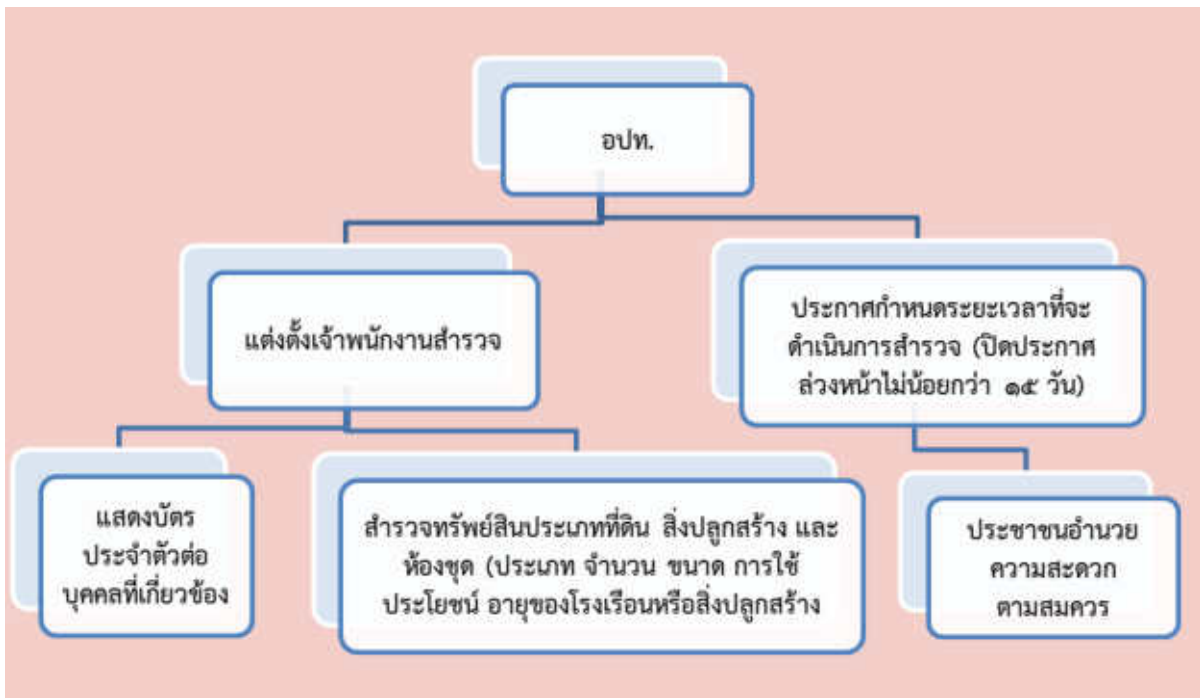 อปท.
แต่งตั้งเจ้าพนักงานสำรวจ
ประกาศกำหนดระยะเวลาที่จะ
ดำเนินการสำรวจ (ปิดประกาศ
ล่วงหน้าไม่น้อยกว่า ๑๕ วัน)
แสดงบัตร
ประจำตัวต่อ
บุคคลที่เกี่ยวข้อง
สำรวจทรัพย์สินประเภทที่ดิน สิ่งปลูกสร้าง และ
ห้องชุด (ประเภท จำนวน ขนาด การใช้
ประโยชน์ อายุของโรงเรือนหรือสิ่งปลูกสร้าง
ประชาชนอำนวย
ความสะดวก
ตามสมควร